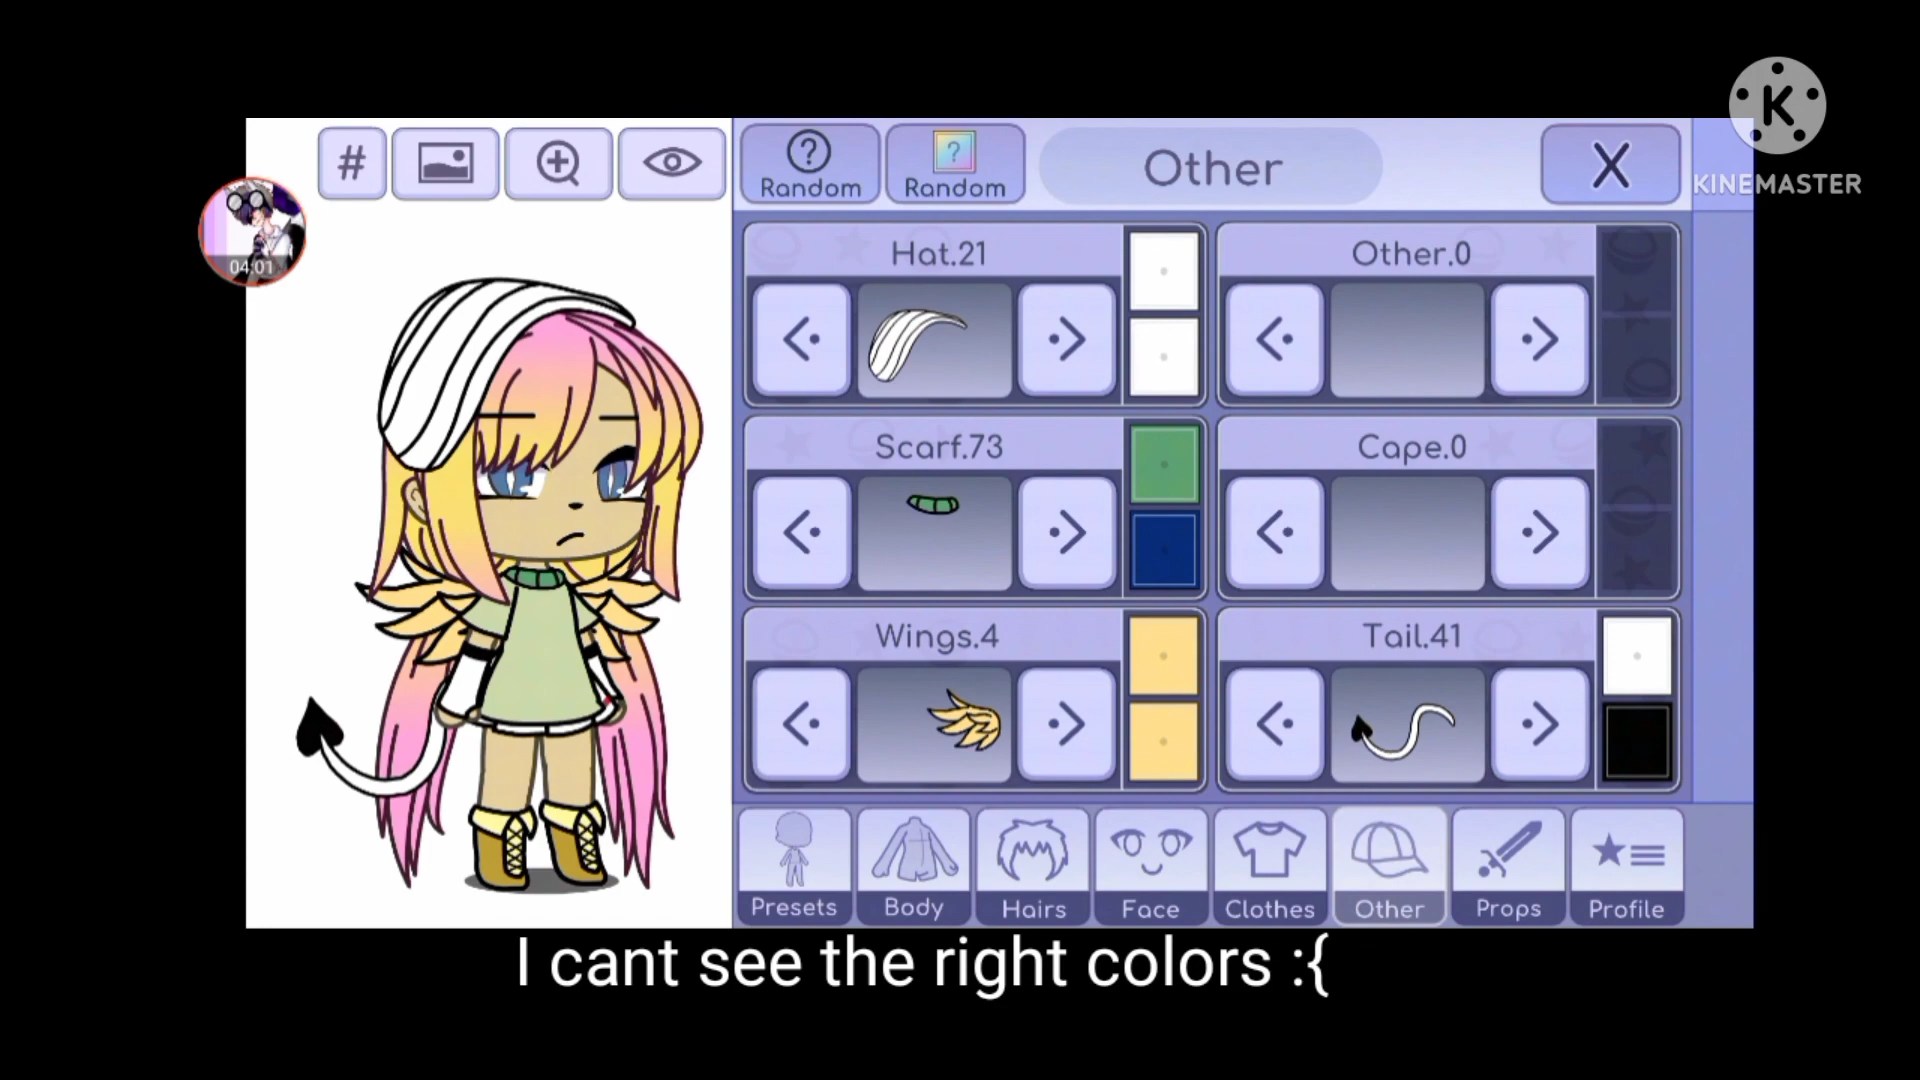 #
Random
?
Random
Other
X
K
KINEMASTER
04:01
Hat.21
Other.0
Scarf.73
Cape.0
Wings.4
Tail.41
Presets
Body
Hairs
Face
Clothes
Other
Props
Profile
I cant see the right colors :{